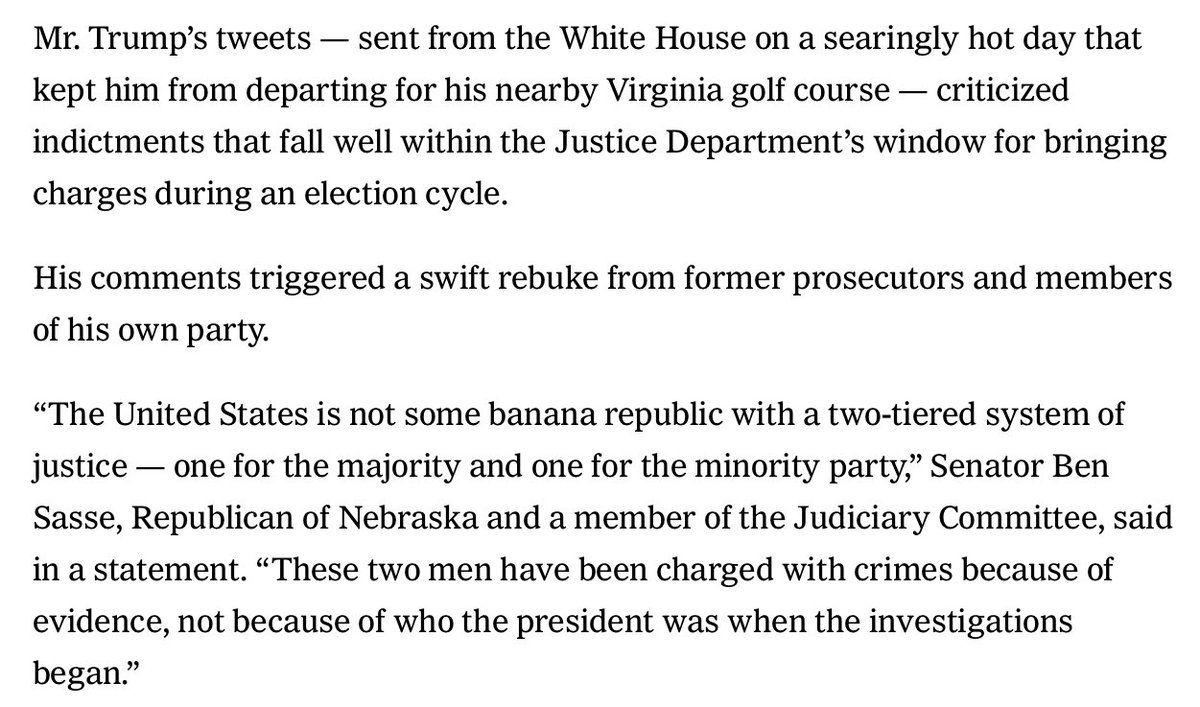 Mr. Trump’s tweets — sent from the White House on a searingly hot day that
kept him from departing for his nearby Virginia golf course — criticized
indictments that fall well within the Justice Department’s window for bringing
charges during an election cycle.
His comments triggered a swift rebuke from former prosecutors and members
of his own party.
“The United States is not some banana republic with a two-tiered system of
justice — one for the majority and one for the minority party,” Senator Ben
Sasse, Republican of Nebraska and a member of the Judiciary Committee, said
in a statement. “These two men have been charged with crimes because of
evidence, not because of who the president was when the investigations
began.”